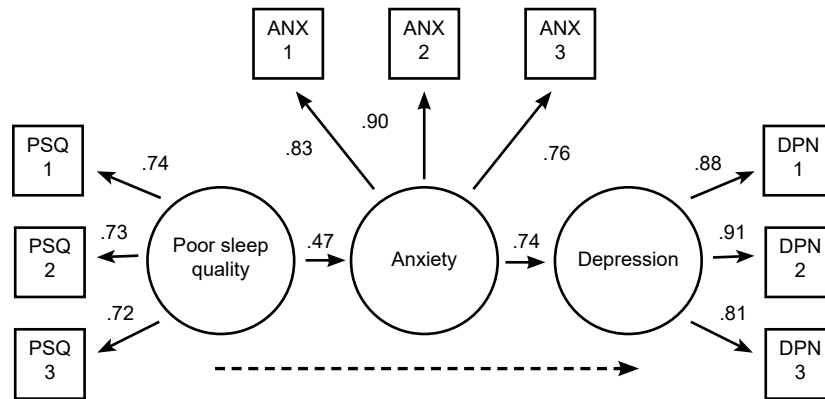 ANX
1
ANX
2
ANX
3
.83
.90
.76
PSQ
1
.74
PSQ
2
.73
PSQ
3
.72
Poor sleep
quality
.47
Anxiety
.74
Depression
.88
DPN
1
.91
DPN
2
.81
DPN
3